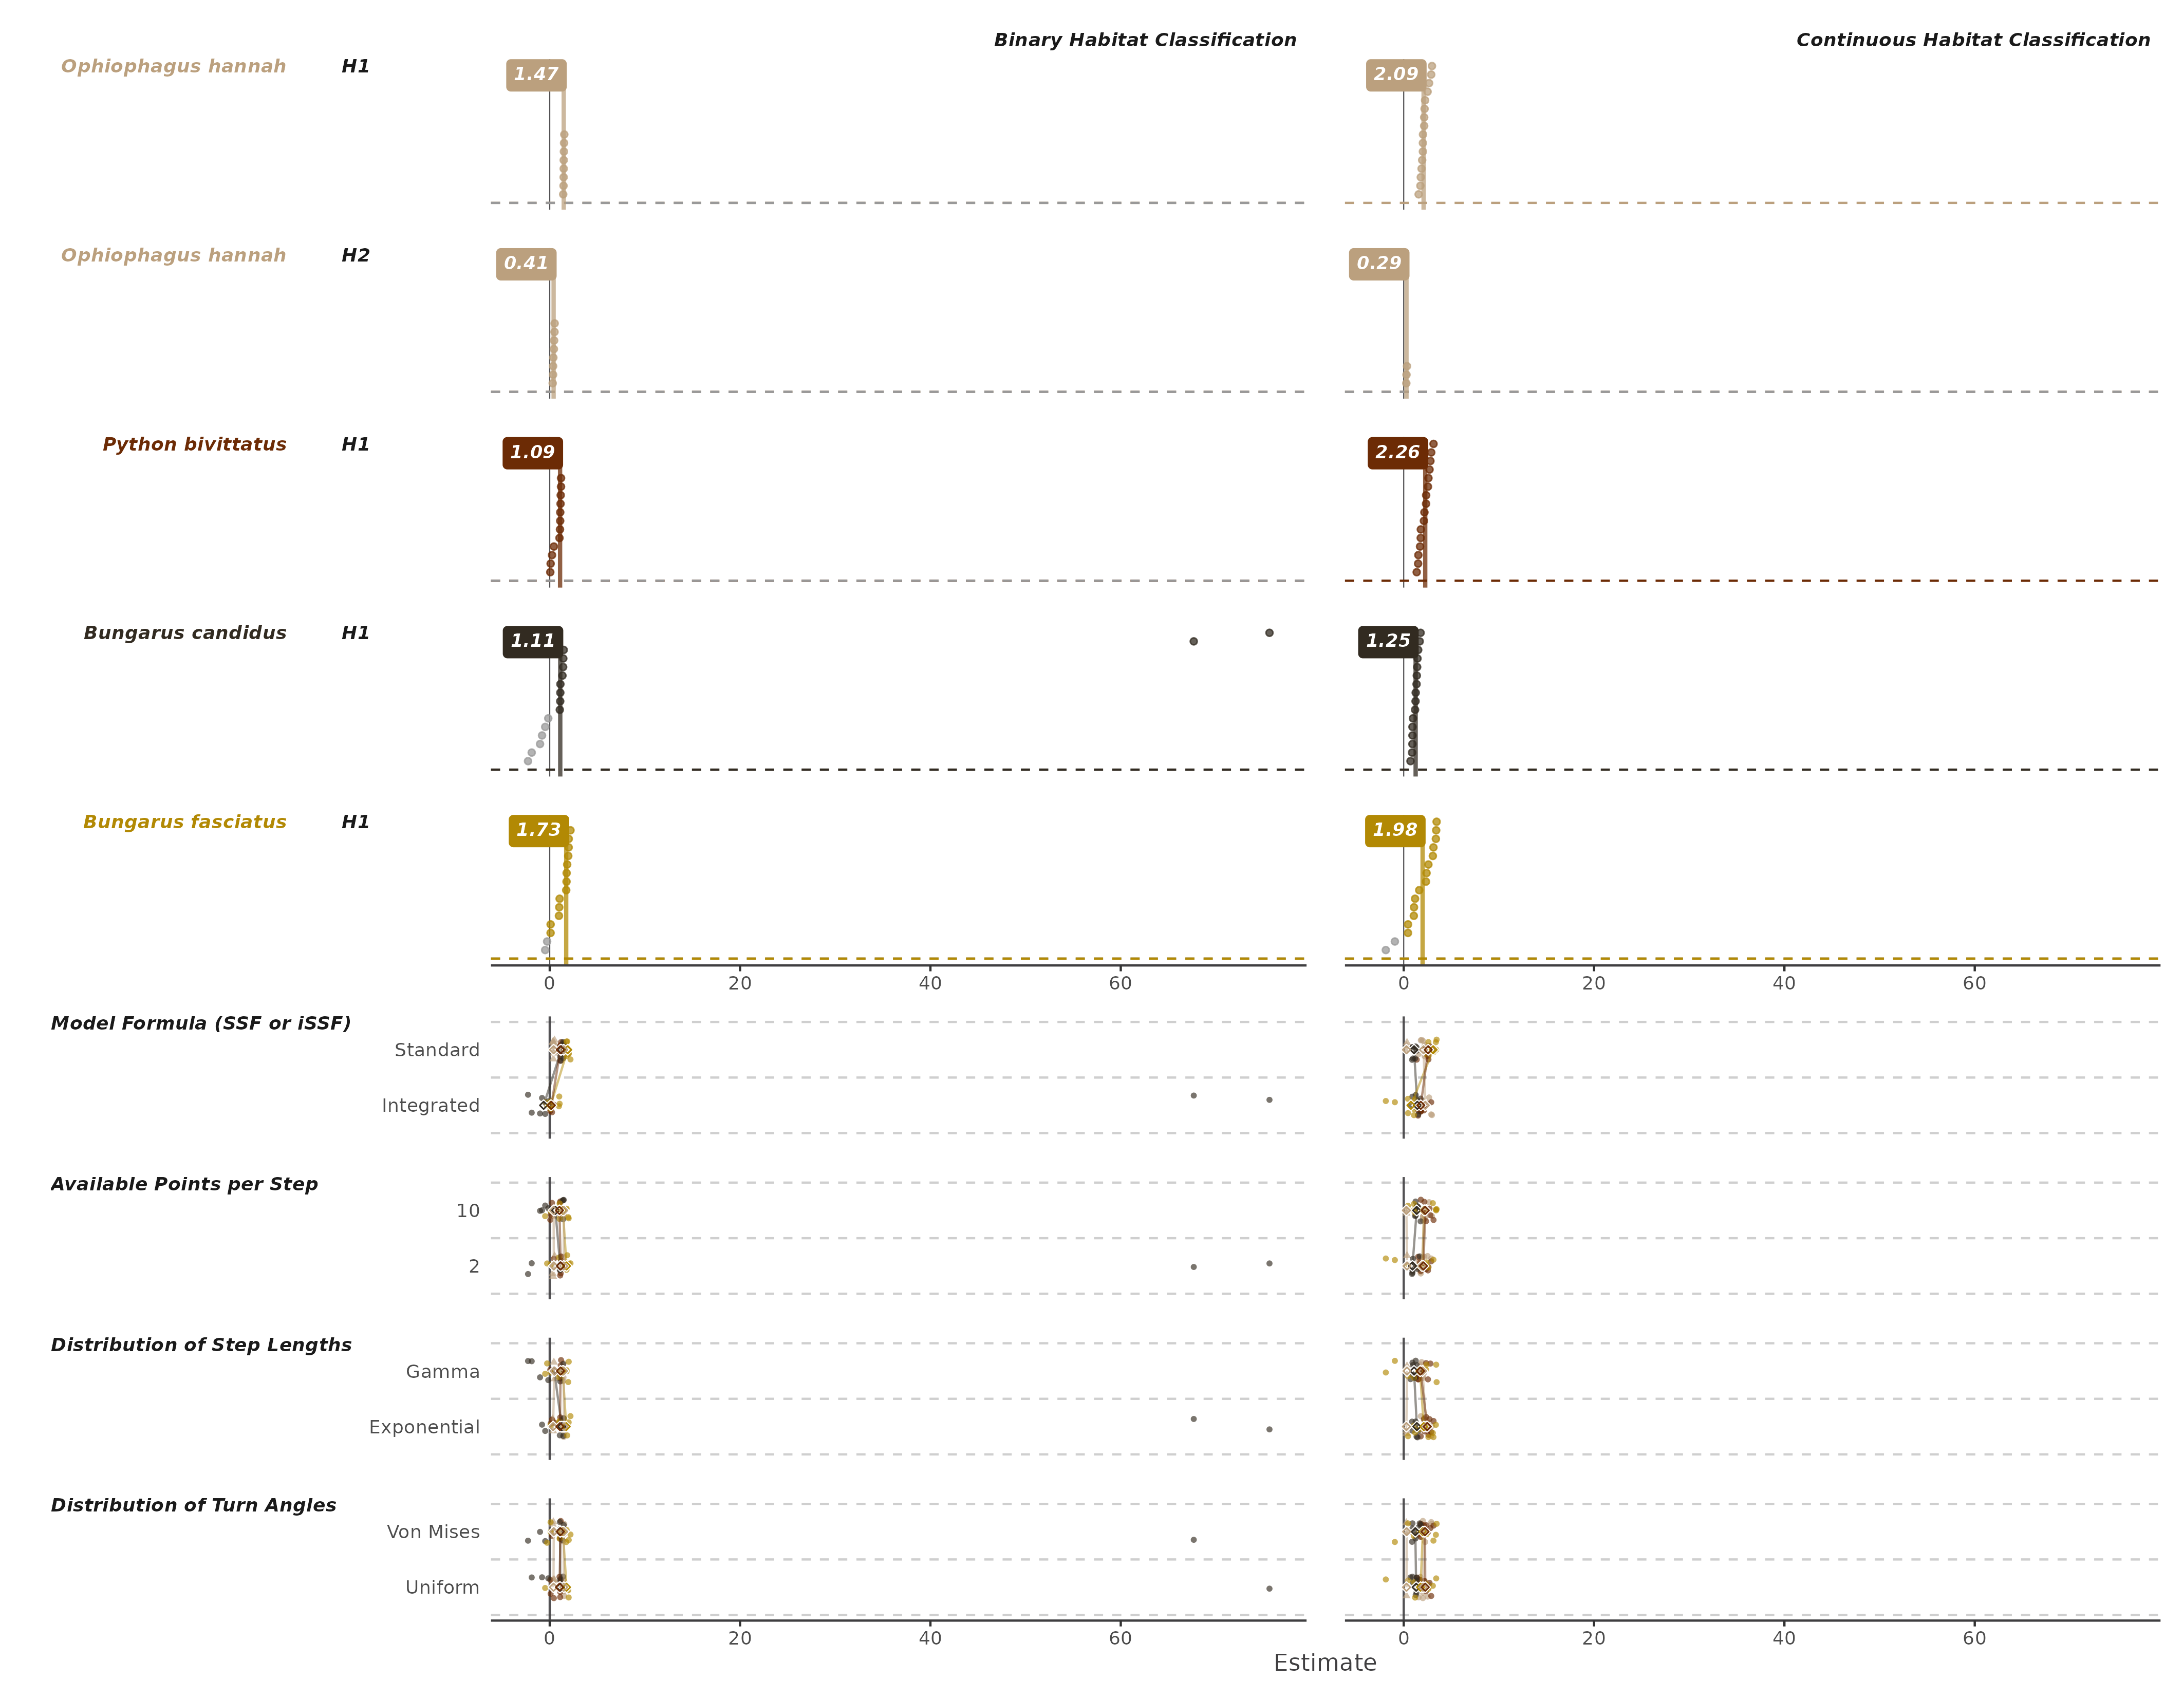 Binary Habitat Classification
Continuous Habitat Classification
Ophiophagus hannah H1
1.47
2.09
Ophiophagus hannah H2
0.41
0.29
Python bivittatus H1
1.09
2.26
Bungarus candidus H1
1.11
1.25
Bungarus fasciatus H1
1.73
1.98
0 20 40 60
0 20 40 60
Model Formula (SSF or iSSF)
Standard
Integrated
Available Points per Step
10
2
Distribution of Step Lengths
Gamma
Exponential
Distribution of Turn Angles
Von Mises
Uniform
0 20 40 60
0 20 40 60
Estimate